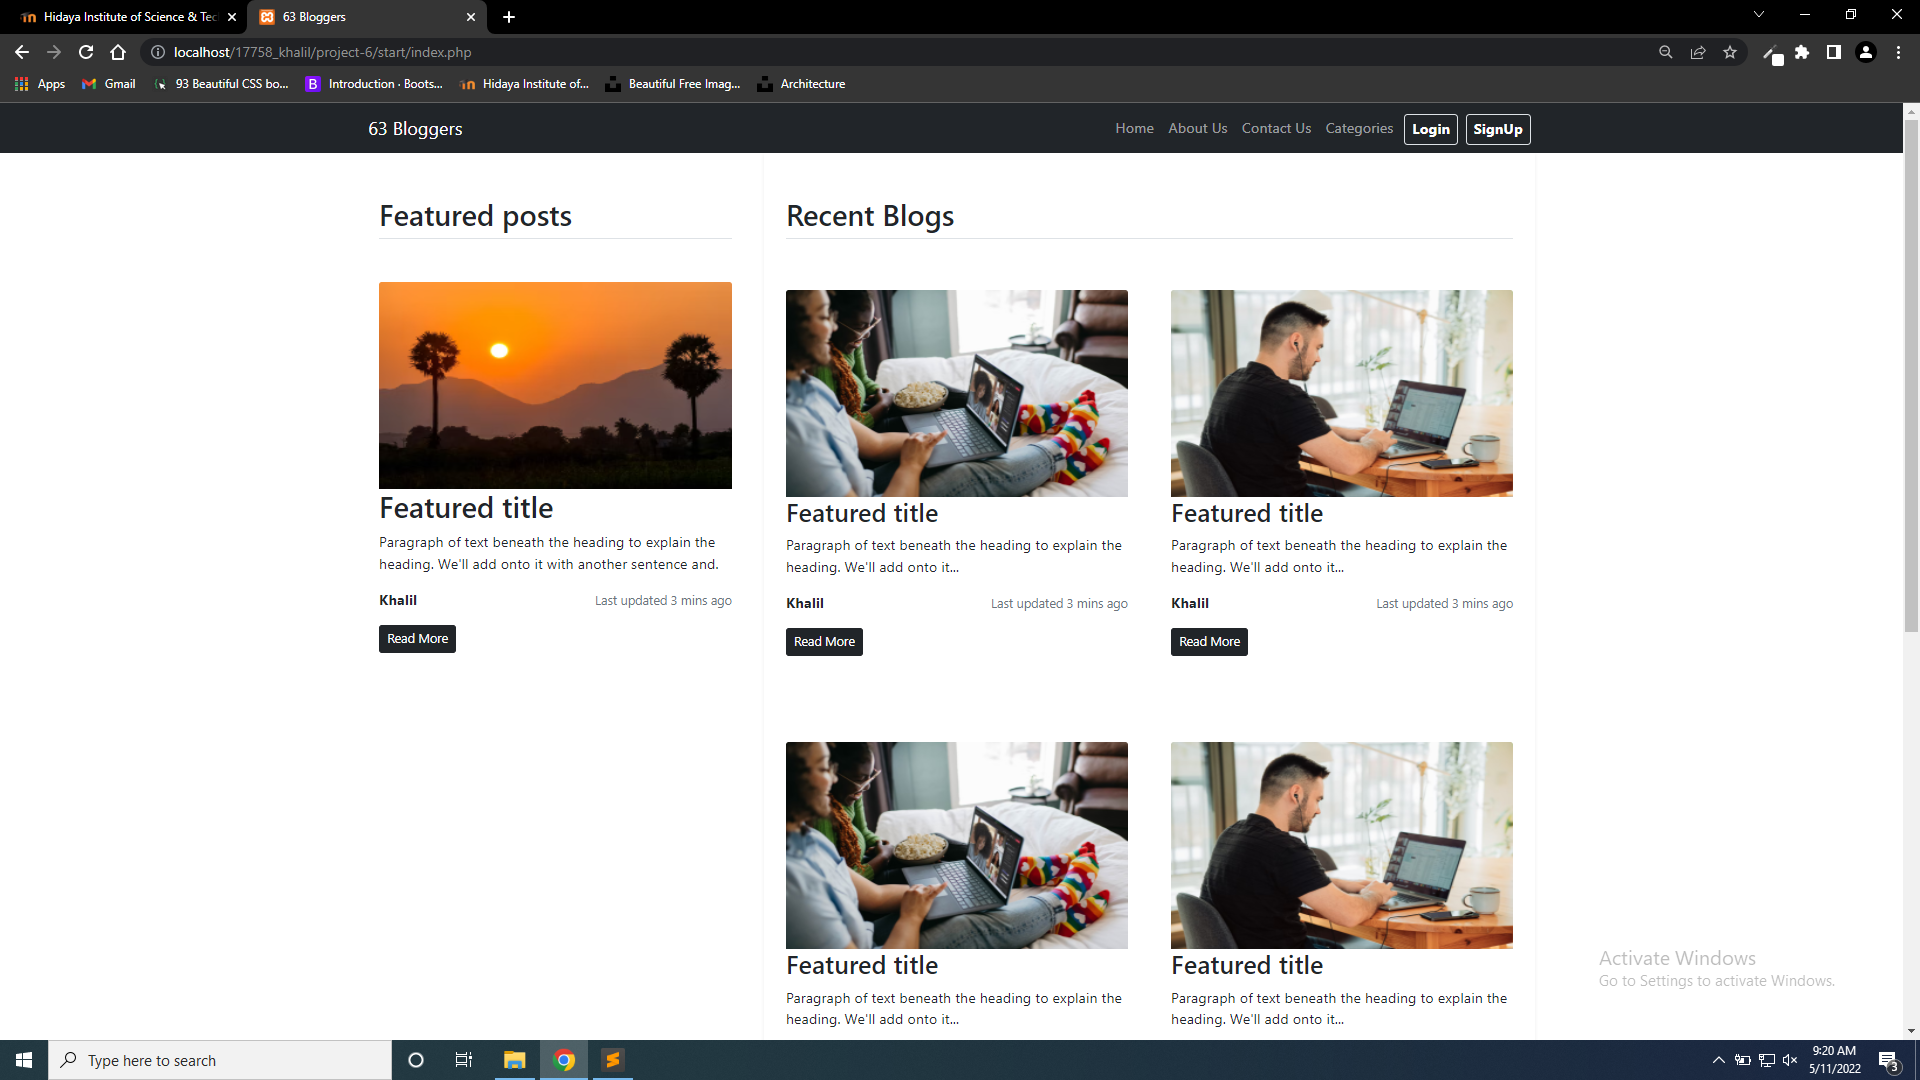 Hidaya Institute of Science & Tec
63 Bloggers
localhost/17758_khalil/project-6/start/index.php
Apps
Gmail
93 Beautiful CSS bo...
B
Introduction · Boots...
Hidaya Institute of...
Beautiful Free Imag...
Architecture
63 Bloggers
Home
About Us
Contact Us
Categories
Login
SignUp
Featured posts
Featured title
Paragraph of text beneath the heading to explain the
heading. We'll add onto it with another sentence and.
Khalil
Last updated 3 mins ago
Read More
Recent Blogs
Featured title
Paragraph of text beneath the heading to explain the
heading. We'll add onto it...
Khalil
Last updated 3 mins ago
Read More
Featured title
Paragraph of text beneath the heading to explain the
heading. We'll add onto it...
Khalil
Last updated 3 mins ago
Read More
Featured title
Paragraph of text beneath the heading to explain the
heading. We'll add onto it...
Featured title
Paragraph of text beneath the heading to explain the
heading. We'll add onto it...
Activate Windows
Go to Settings to activate Windows.
Type here to search
9:20 AM
5/11/2022
3